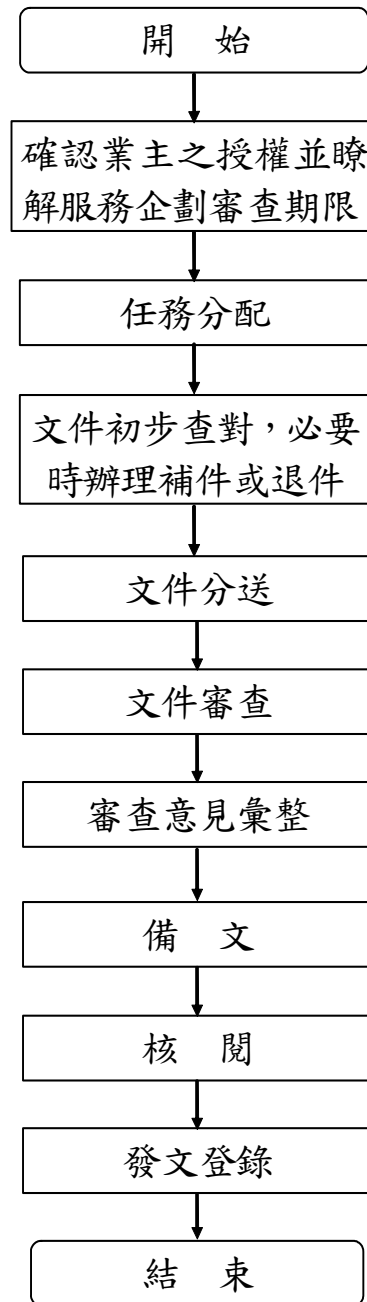 開　始
確認業主之授權並瞭
解服務企劃審查期限
任務分配
文件初步查對，必要
時辦理補件或退件
文件分送
文件審查
審查意見彙整
備　文
核　閱
發文登錄
結　束